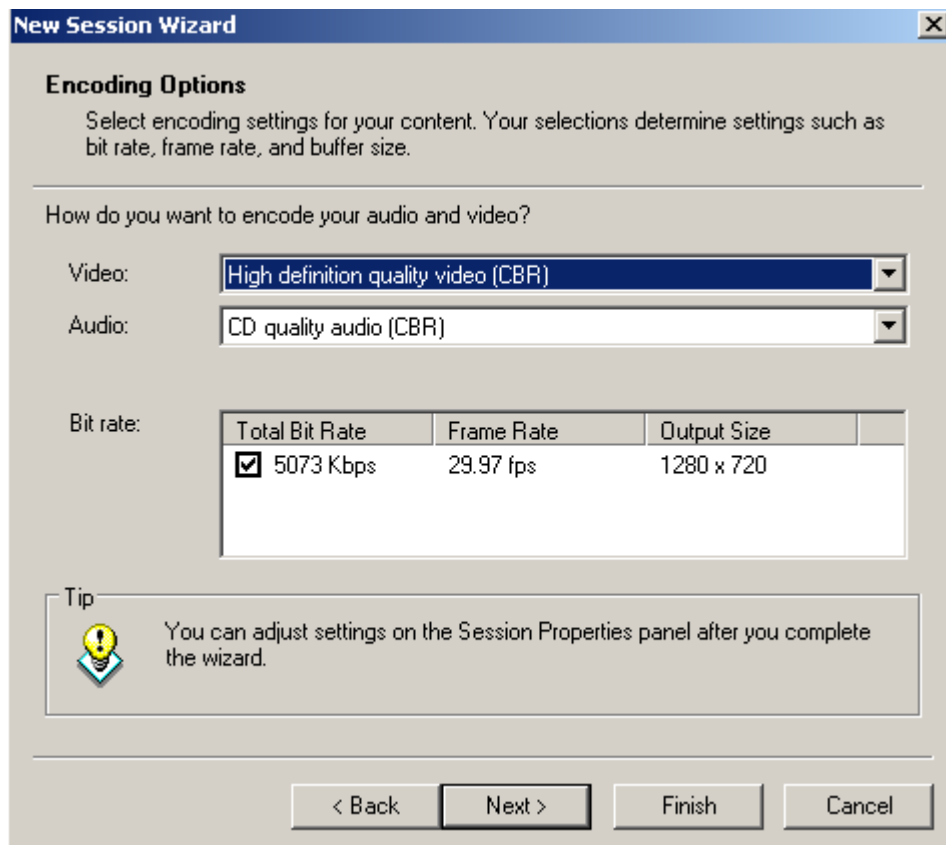 New Session Wizard
Encoding Options
Select encoding settings for your content. Your selections determine settings such as
bit rate, frame rate, and buffer size.
How do you want to encode your audio and video?
Video: High definition quality video (CBR)
Audio: CD quality audio (CBR)
Bit rate: Total Bit Rate Frame Rate Output Size
5073 Kbps 29.97 fps 1280 x 720
Tip
You can adjust settings on the Session Properties panel after you complete
the wizard.
< Back Next > Finish Cancel